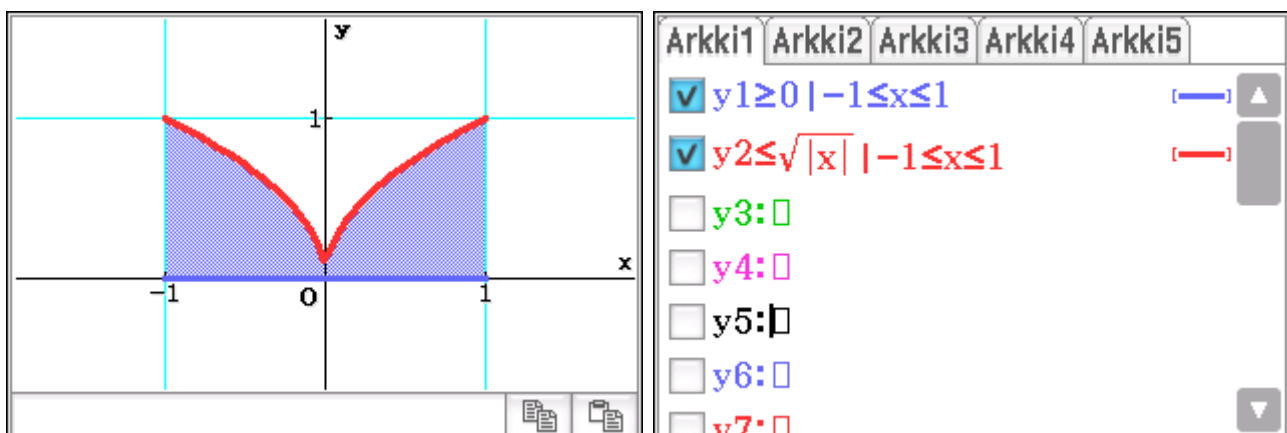 y
1
x
-1 0 1
Arkki1 Arkki2 Arkki3 Arkki4 Arkki5
y1≥0|-1≤x≤1
y2≤√|x| |-1≤x≤1
y3:▯
y4:▯
y5:▯
y6:▯
y7:▯